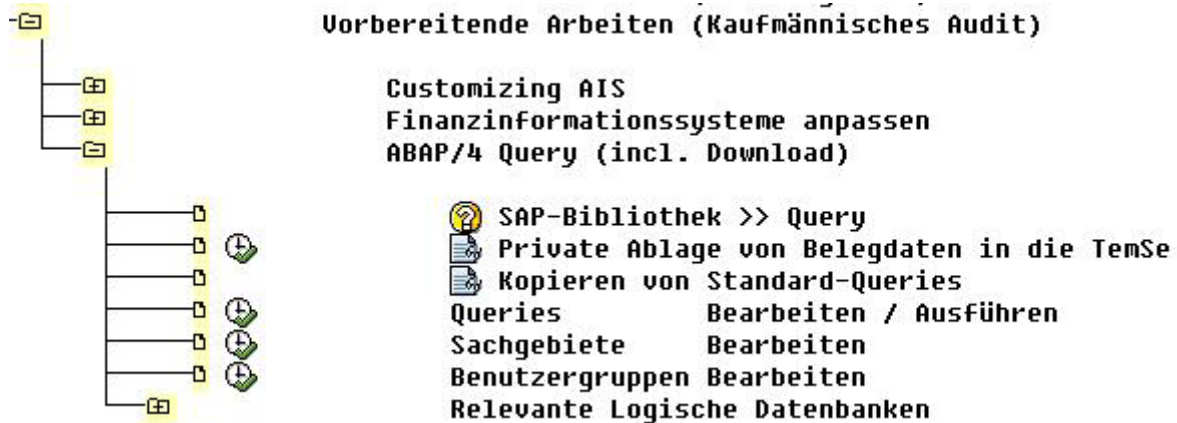 Vorbereitende Arbeiten (Kaufmännisches Audit)
Customizing AIS
Finanzinformationssysteme anpassen
ABAP/4 Query (incl. Download)
SAP-Bibliothek >> Query
Private Ablage von Belegdaten in die TemSe
Kopieren von Standard-Queries
Queries Bearbeiten / Ausführen
Sachgebiete Bearbeiten
Benutzergruppen Bearbeiten
Relevante Logische Datenbanken